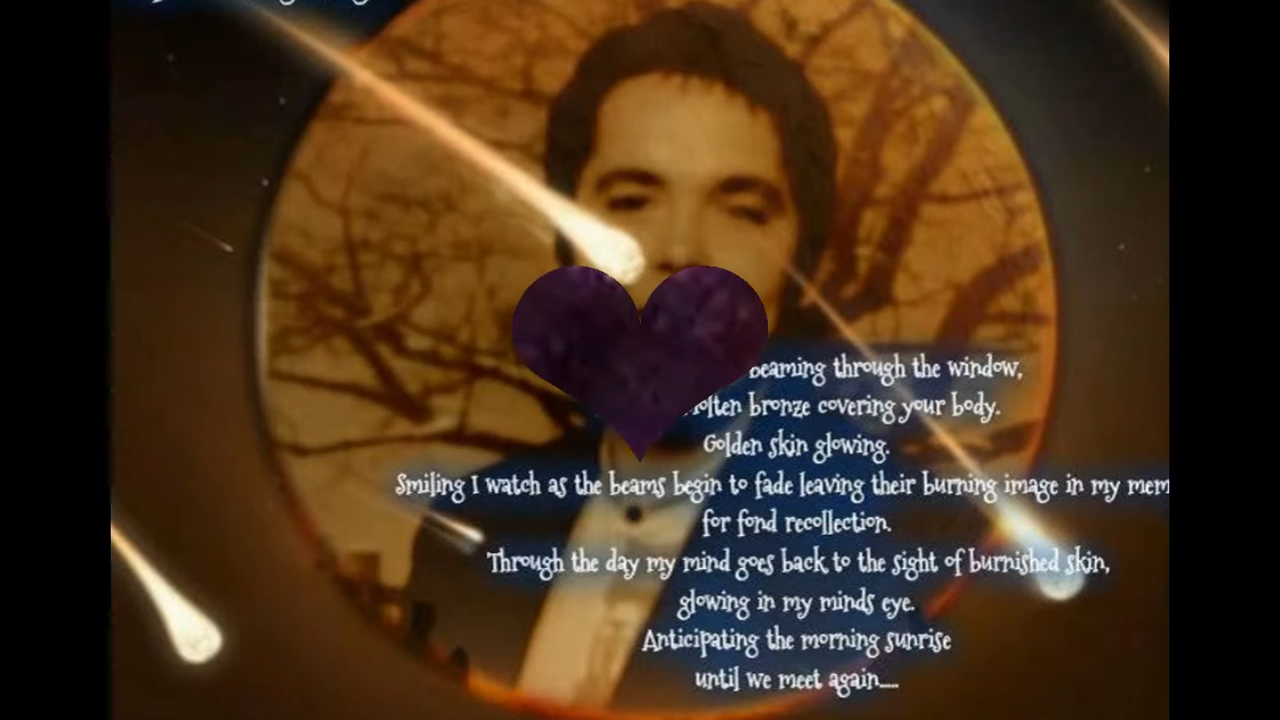 beaming through the window,
molten bronze covering your body.
Golden skin glowing.
Smiling I watch as the beams begin to fade leaving their burning image in my mem
for fond recollection.
Through the day my mind goes back to the sight of burnished skin,
glowing in my minds eye.
Anticipating the morning sunrise
until we meet again.....